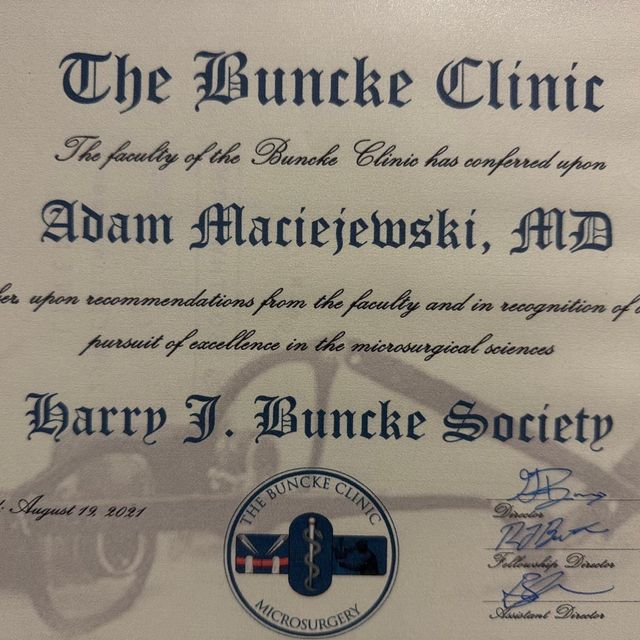 The Buncke Clinic
The faculty of the Buncke Clinic has conferred upon
Adam Maciejewski, MD
upon recommendations from the faculty and in recognition of
pursuit of excellence in the microsurgical sciences
Harry J. Buncke Society
August 19, 2021
THE BUNCKE CLINIC
MICROSURGERY
Director
Fellowship Director
Assistant Director